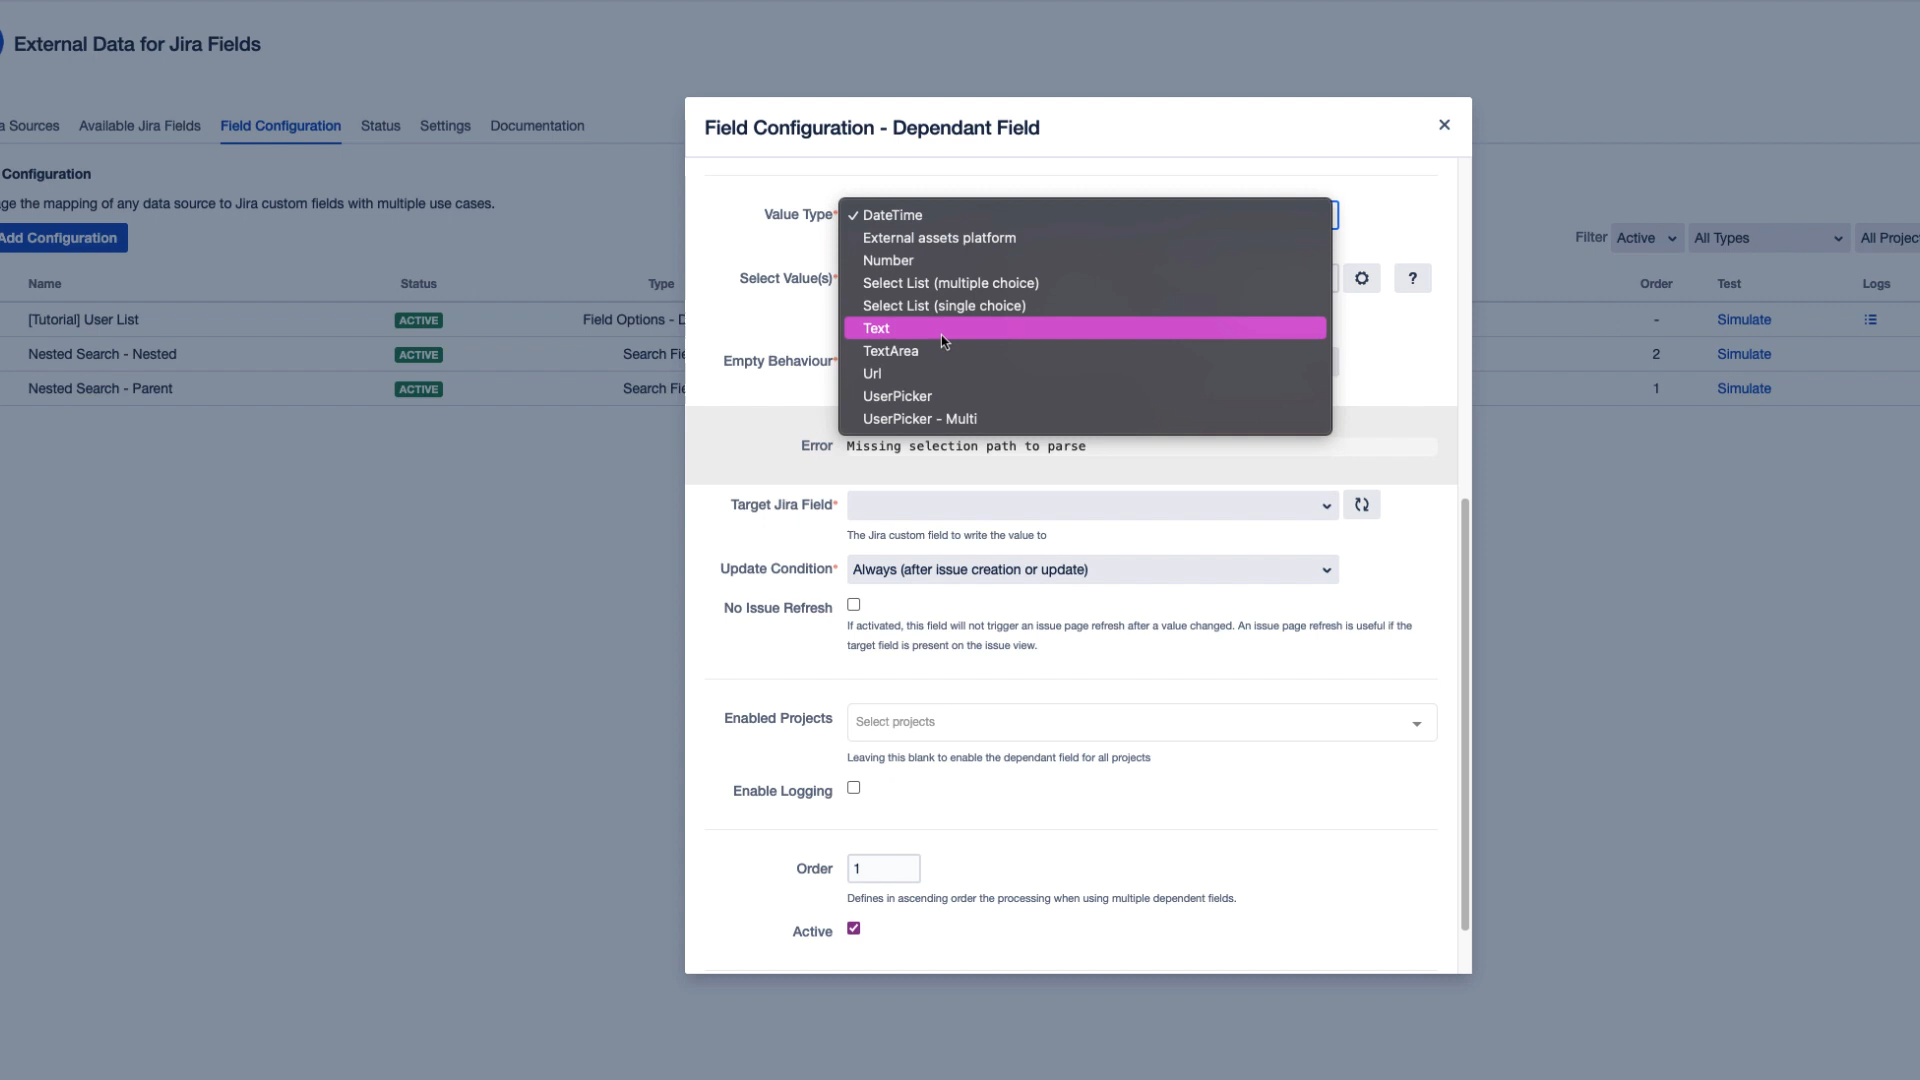 External Data for Jira Fields
a Sources Available Jira Fields Field Configuration Status Settings Documentation
Configuration
ge the mapping of any data source to Jira custom fields with multiple use cases.
Add Configuration
Filter Active All Types All Project
Name Status Type Order Test Logs
[Tutorial] User List ACTIVE Field Options - D - Simulate
Nested Search - Nested ACTIVE Search Fie 2 Simulate
Nested Search - Parent ACTIVE Search Fie 1 Simulate
Field Configuration - Dependant Field
Value Type*
DateTime
External assets platform
Number
Select Value(s)* ?
Select List (multiple choice)
Select List (single choice)
Text
TextArea
Empty Behaviour*
Url
UserPicker
UserPicker - Multi
Error Missing selection path to parse
Target Jira Field*
The Jira custom field to write the value to
Update Condition* Always (after issue creation or update)
No Issue Refresh
If activated, this field will not trigger an issue page refresh after a value changed. An issue page refresh is useful if the
target field is present on the issue view.
Enabled Projects Select projects
Leaving this blank to enable the dependant field for all projects
Enable Logging
Order 1
Defines in ascending order the processing when using multiple dependent fields.
Active